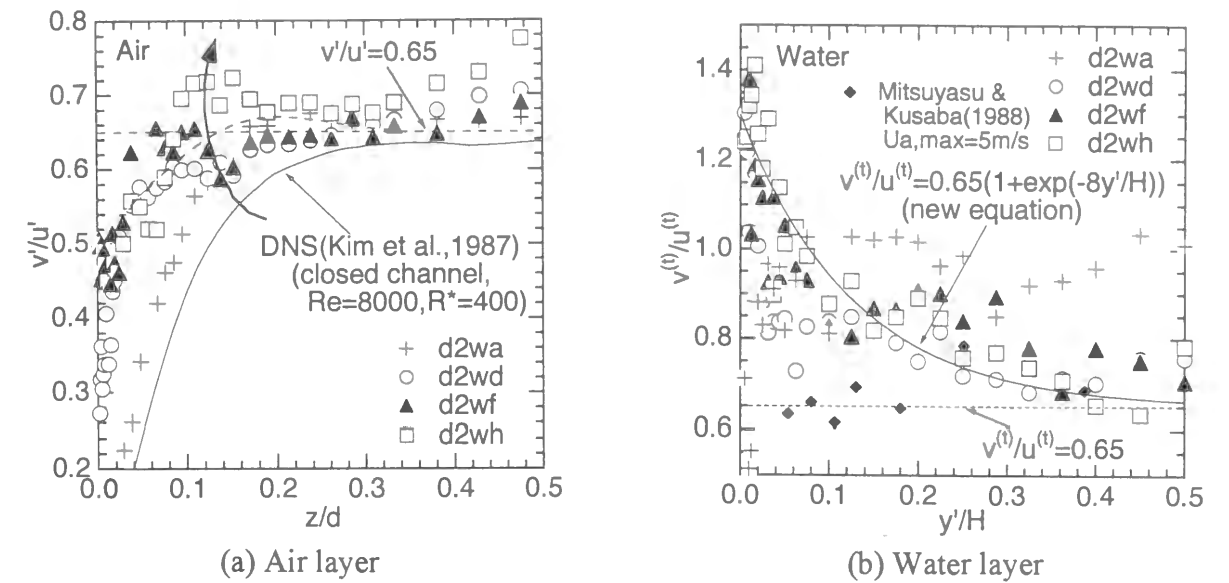 Air
v'/u'=0.65
DNS(Kim et al.,1987)
(closed channel,
Re=8000,R*=400)
d2wa
d2wd
d2wf
d2wh
0.8
0.7
0.6
0.5
0.4
0.3
0.2
v'/u'
0.0
0.1
0.2
0.3
0.4
0.5
z/d
(a) Air layer
Water
Mitsuyasu &
Kusaba(1988)
Ua,max=5m/s
d2wa
d2wd
d2wf
d2wh
v(t)/u(t)=0.65(1+exp(-8y'/H))
(new equation)
v(t)/u(t)=0.65
1.4
1.2
1.0
0.8
0.6
v(t)/u(t)
0.0
0.1
0.2
0.3
0.4
0.5
y'/H
(b) Water layer